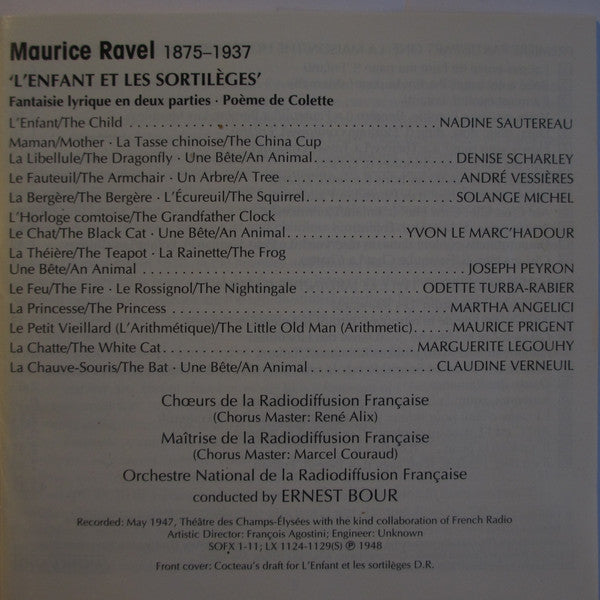 Maurice Ravel 1875–1937
‘L’ENFANT ET LES SORTILÈGES’
Fantaisie lyrique en deux parties · Poème de Colette
L’Enfant/The Child . . . . . . . . . . . . . . . . . . . . . . . . . . . . . . . . . . . NADINE SAUTEREAU
Maman/Mother · La Tasse chinoise/The China Cup
La Libellule/The Dragonfly · Une Bête/An Animal. . . . . . . . . . . . . . . . DENISE SCHARLEY
Le Fauteuil/The Armchair · Un Arbre/A Tree . . . . . . . . . . . . . . . . . . . . ANDRÉ VESSIÈRES
La Bergère/The Bergère · L’Écureuil/The Squirrel. . . . . . . . . . . . . . . . . SOLANGE MICHEL
L’Horloge comtoise/The Grandfather Clock
Le Chat/The Black Cat · Une Bête/An Animal. . . . . . . . . . . . . YVON LE MARC’HADOUR
La Théière/The Teapot · La Rainette/The Frog
Une Bête/An Animal . . . . . . . . . . . . . . . . . . . . . . . . . . . . . . . . . . . . JOSEPH PEYRON
Le Feu/The Fire · Le Rossignol/The Nightingale . . . . . . . . . . . . . ODETTE TURBA-RABIER
La Princesse/The Princess . . . . . . . . . . . . . . . . . . . . . . . . . . . . . . MARTHA ANGELICI
Le Petit Vieillard (L’Arithmétique)/The Little Old Man (Arithmetic). . . . . MAURICE PRIGENT
La Chatte/The White Cat. . . . . . . . . . . . . . . . . . . . . . . . . . . MARGUERITE LEGOUHY
La Chauve-Souris/The Bat · Une Bête/An Animal . . . . . . . . . . . . . CLAUDINE VERNEUIL
Chœurs de la Radiodiffusion Française
(Chorus Master: René Alix)
Maîtrise de la Radiodiffusion Française
(Chorus Master: Marcel Couraud)
Orchestre National de la Radiodiffusion Française
conducted by ERNEST BOUR
Recorded: May 1947, Théâtre des Champs-Élysées with the kind collaboration of French Radio
Artistic Director: François Agostini; Engineer: Unknown
SOFX 1-11; LX 1124-1129(S) ℗ 1948
Front cover: Cocteau’s draft for L’Enfant et les sortilèges D.R.